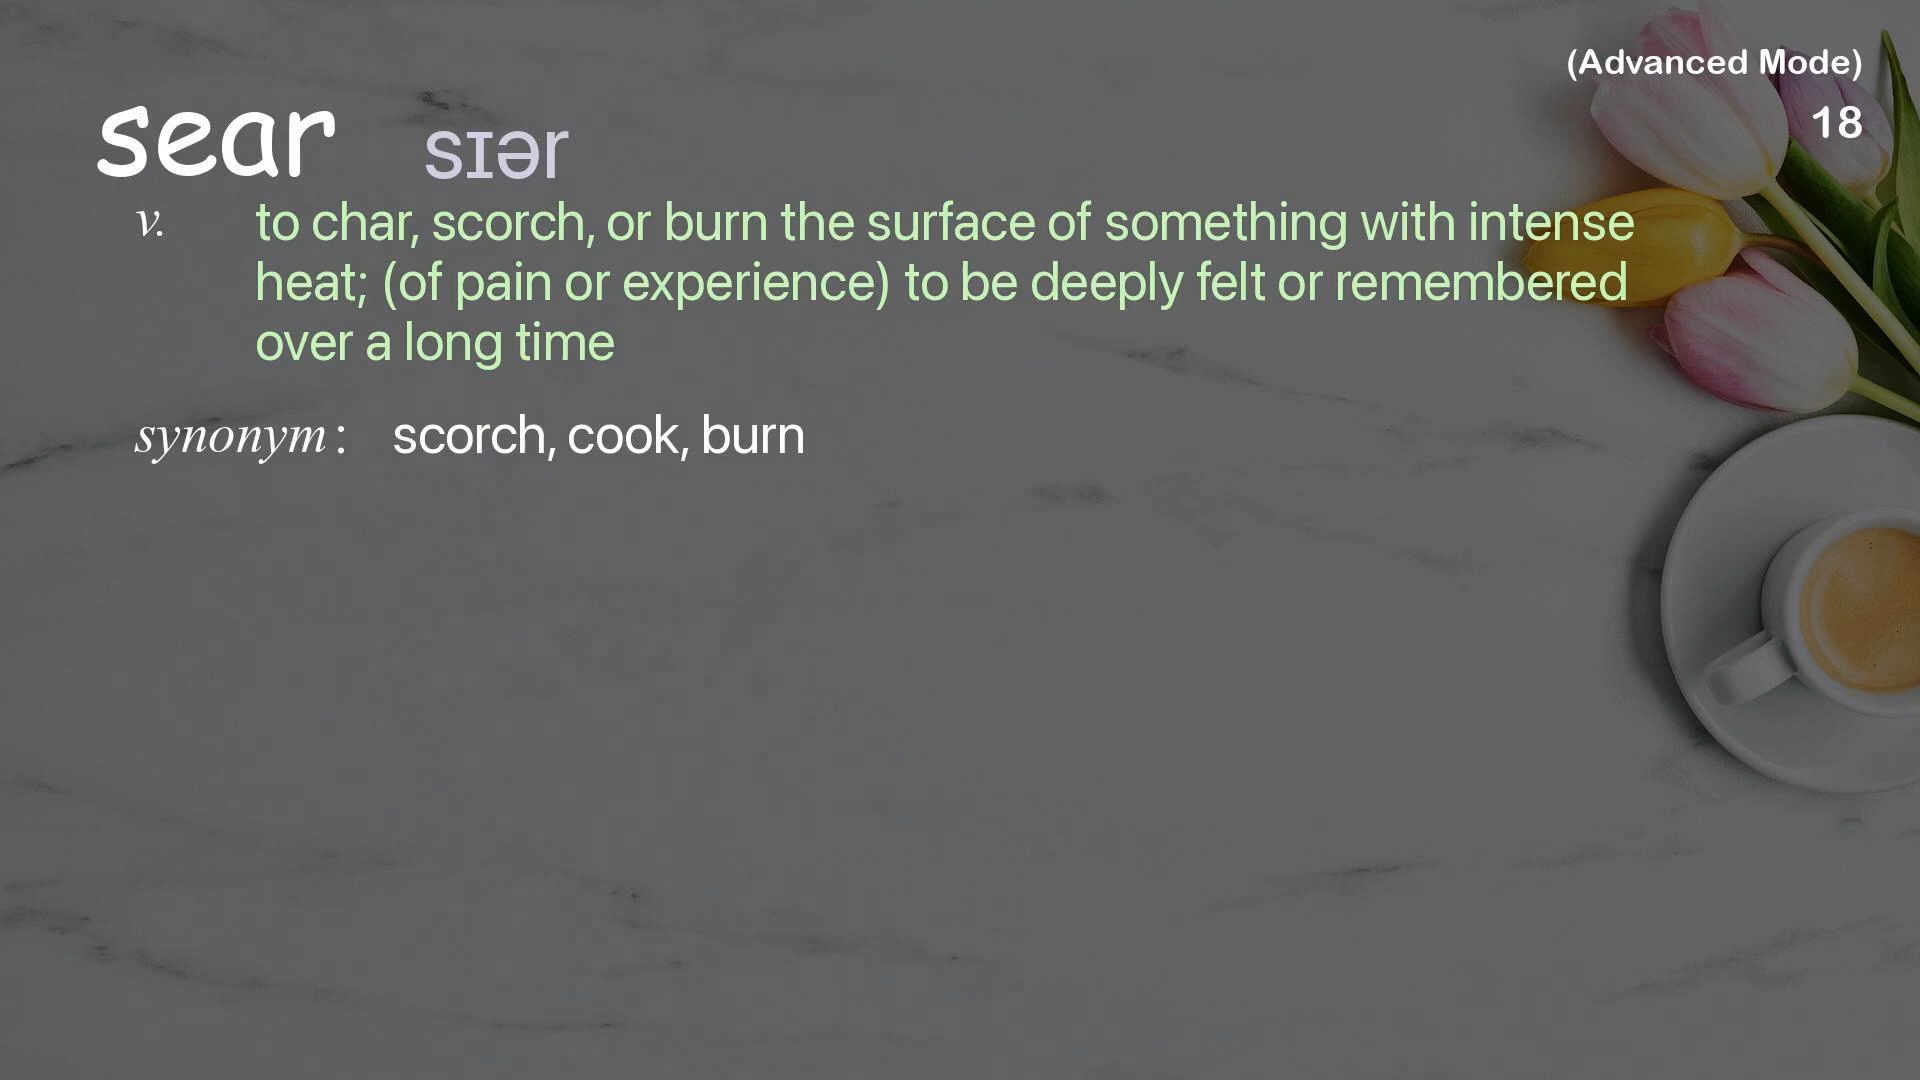 (Advanced Mode)
18
sear sɪər
v. to char, scorch, or burn the surface of something with intense
heat; (of pain or experience) to be deeply felt or remembered
over a long time
synonym: scorch, cook, burn